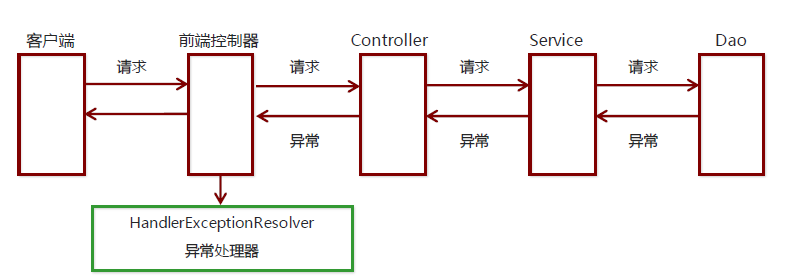 客户端
前端控制器
Controller
Service
Dao
请求
请求
请求
请求
异常
异常
异常
HandlerExceptionResolver
异常处理器